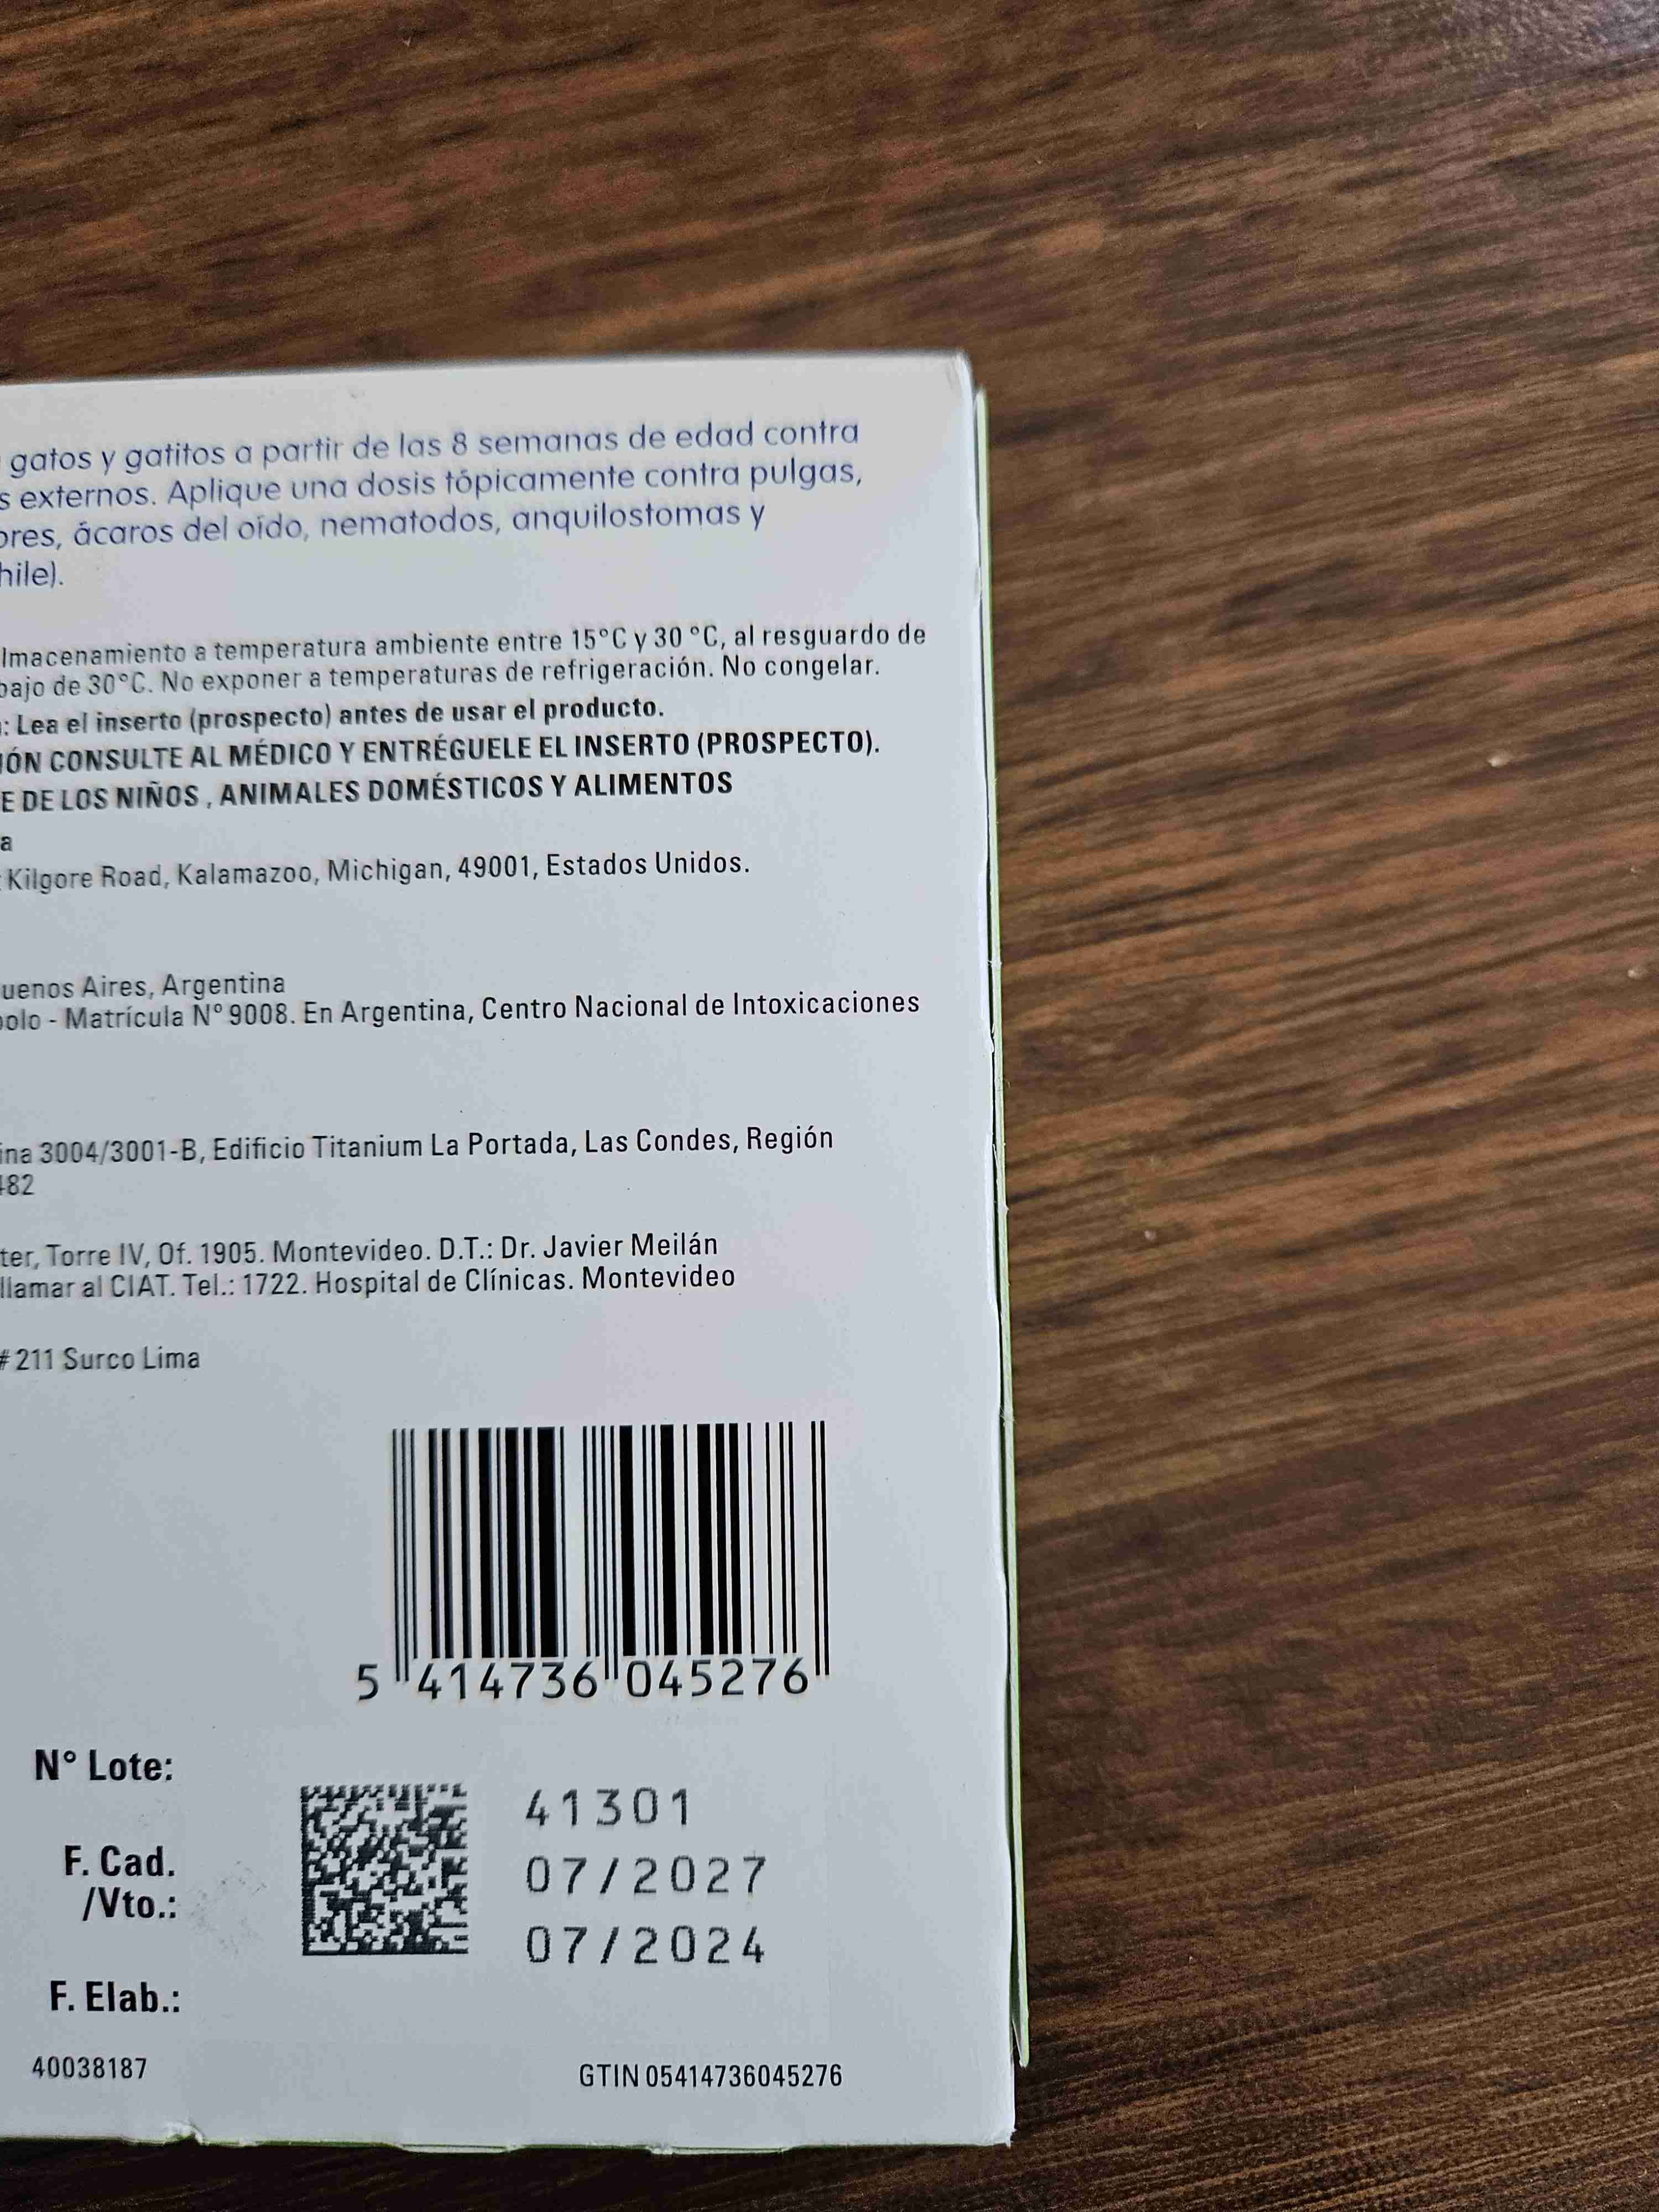 gatos y gatitos a partir de las 8 semanas de edad contra
s externos. Aplique una dosis tópicamente contra pulgas,
ores, ácaros del oído, nematodos, anquilostomas y
hile).
lmacenamiento a temperatura ambiente entre 15°C y 30 °C, al resguardo de
bajo de 30°C. No exponer a temperaturas de refrigeración. No congelar.
: Lea el inserto (prospecto) antes de usar el producto.
IÓN CONSULTE AL MÉDICO Y ENTRÉGUELE EL INSERTO (PROSPECTO).
E DE LOS NIÑOS , ANIMALES DOMÉSTICOS Y ALIMENTOS
a
Kilgore Road, Kalamazoo, Michigan, 49001, Estados Unidos.
uenos Aires, Argentina
olo - Matrícula N° 9008. En Argentina, Centro Nacional de Intoxicaciones
ina 3004/3001-B, Edificio Titanium La Portada, Las Condes, Región
482
ter, Torre IV, Of. 1905. Montevideo. D.T.: Dr. Javier Meilán
llamar al CIAT. Tel.: 1722. Hospital de Clínicas. Montevideo
# 211 Surco Lima
5 414736 045276
N° Lote:
41301
F. Cad.
/Vto.:
07/2027
07/2024
F. Elab.:
40038187
GTIN 05414736045276